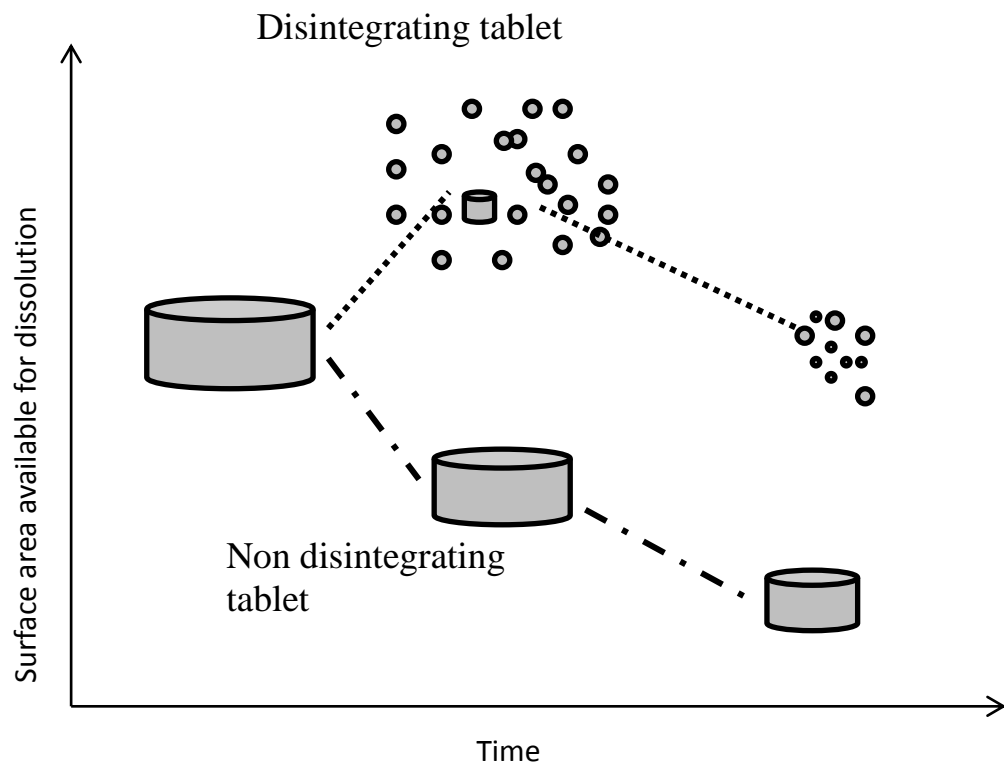 Disintegrating tablet
Surface area available for dissolution
Non disintegrating
tablet
Time